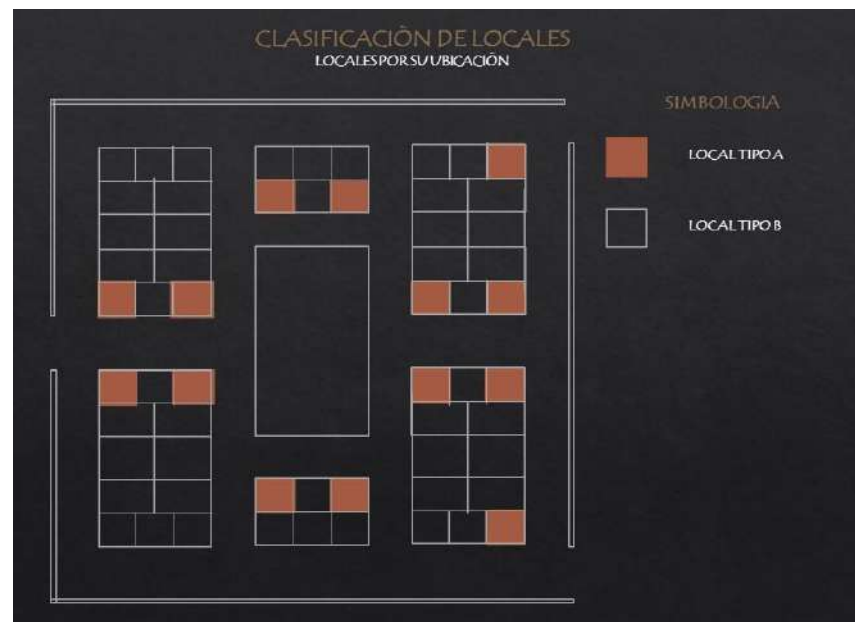 CLASIFICACIÒN DE LOCALES
LOCALES POR SU UBICACIÓN
SIMBOLOGIA
LOCAL TIPO A
LOCAL TIPO B